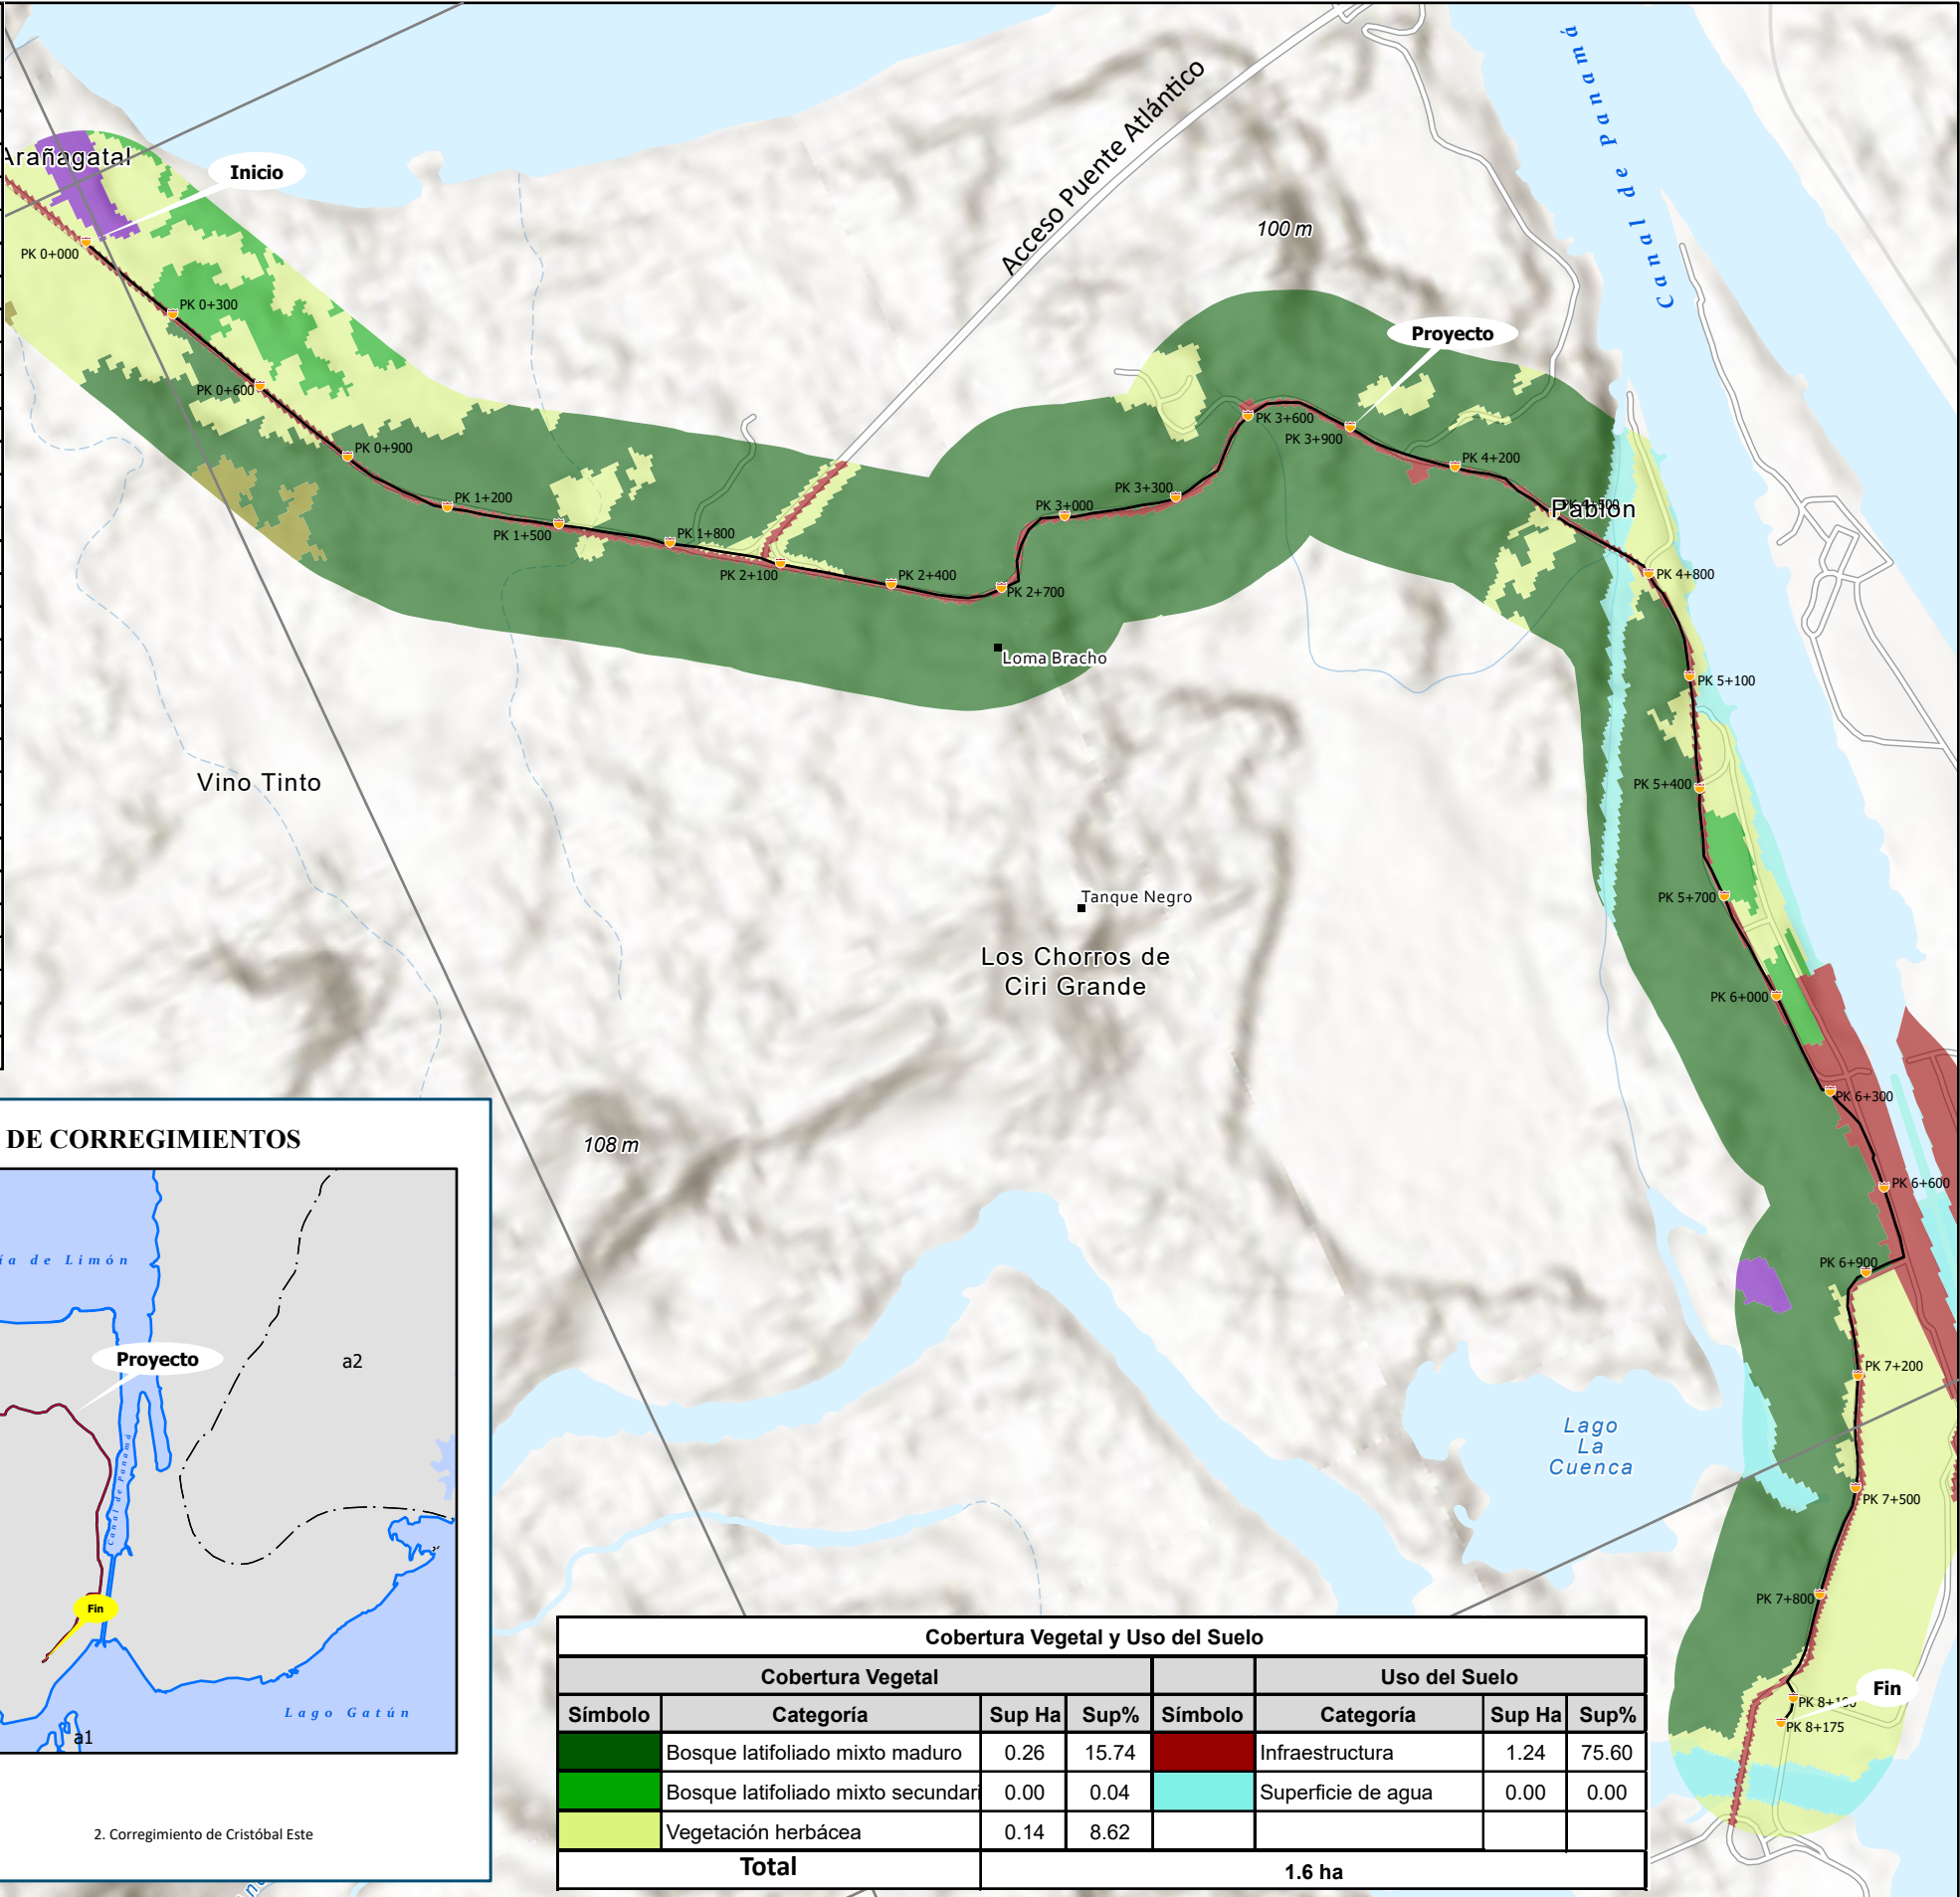 Canal de Panamá
Acceso Puente Atlántico
Arañagatal
Inicio
100 m
PK 0+000
PK 0+300
Proyecto
PK 0+600
PK 0+900
PK 3+600
PK 3+900
PK 4+200
PK 1+200
PK 3+300
PK 3+000
Pablon
PK 1+500
PK 1+800
PK 2+100
PK 2+400
PK 2+700
PK 4+800
Loma Bracho
PK 5+100
Vino Tinto
PK 5+400
Tanque Negro
PK 5+700
Los Chorros de
Ciri Grande
PK 6+000
PK 6+300
108 m
PK 6+600
PK 6+900
PK 7+200
Lago
La
Cuenca
PK 7+500
PK 7+800
Fin
PK 8+175
DE CORREGIMIENTOS
ía de Limón
Proyecto
a2
Canal de Panamá
Fin
Lago Gatún
a1
2. Corregimiento de Cristóbal Este
Cobertura Vegetal y Uso del Suelo
Cobertura Vegetal Uso del Suelo
Símbolo Categoría Sup Ha Sup% Símbolo Categoría Sup Ha Sup%
Bosque latifoliado mixto maduro 0.26 15.74 Infraestructura 1.24 75.60
Bosque latifoliado mixto secundari 0.00 0.04 Superficie de agua 0.00 0.00
Vegetación herbácea 0.14 8.62
Total 1.6 ha